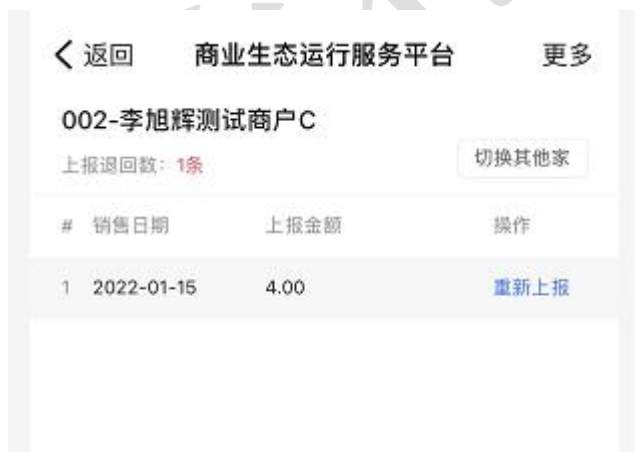 返回 商业生态运行服务平台 更多
002-李旭辉测试商户C
上报退回数：1条 切换其他家
# 销售日期 上报金额 操作
1 2022-01-15 4.00 重新上报